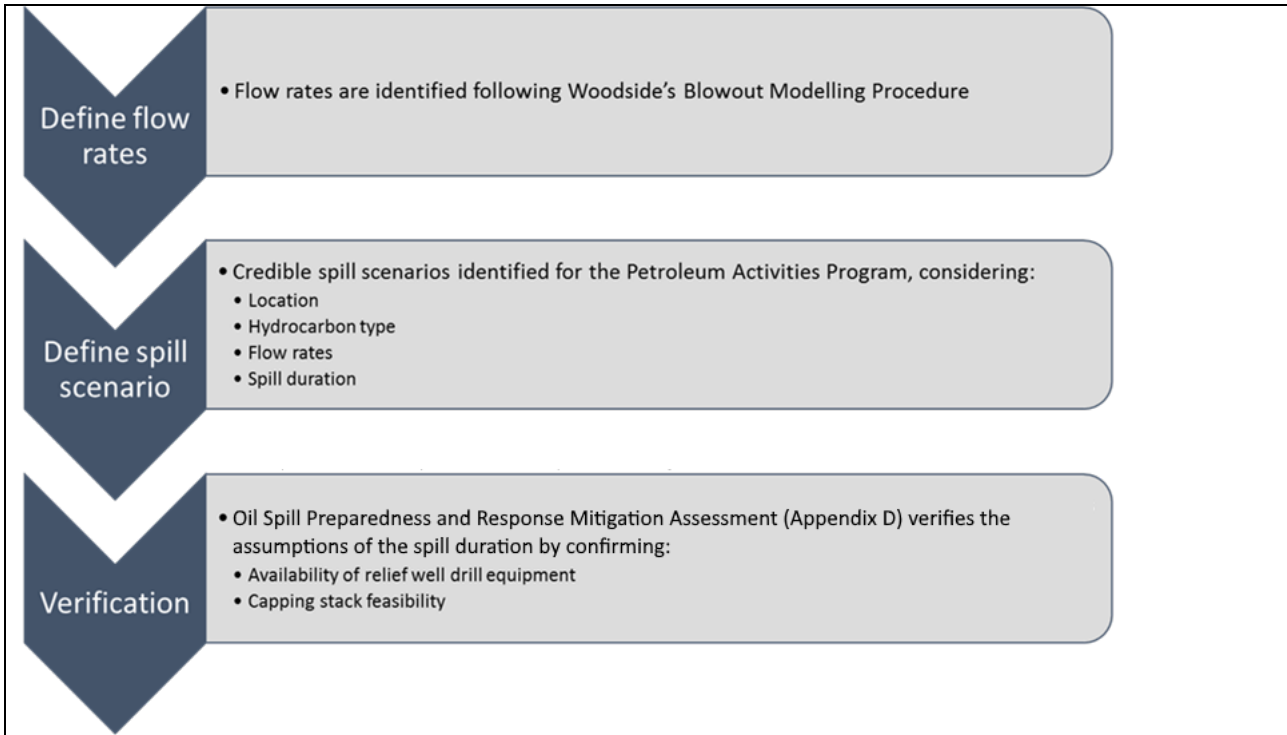 Define flow
rates
• Flow rates are identified following Woodside’s Blowout Modelling Procedure
Define spill
scenario
• Credible spill scenarios identified for the Petroleum Activities Program, considering:
• Location
• Hydrocarbon type
• Flow rates
• Spill duration
Verification
• Oil Spill Preparedness and Response Mitigation Assessment (Appendix D) verifies the
assumptions of the spill duration by confirming:
• Availability of relief well drill equipment
• Capping stack feasibility